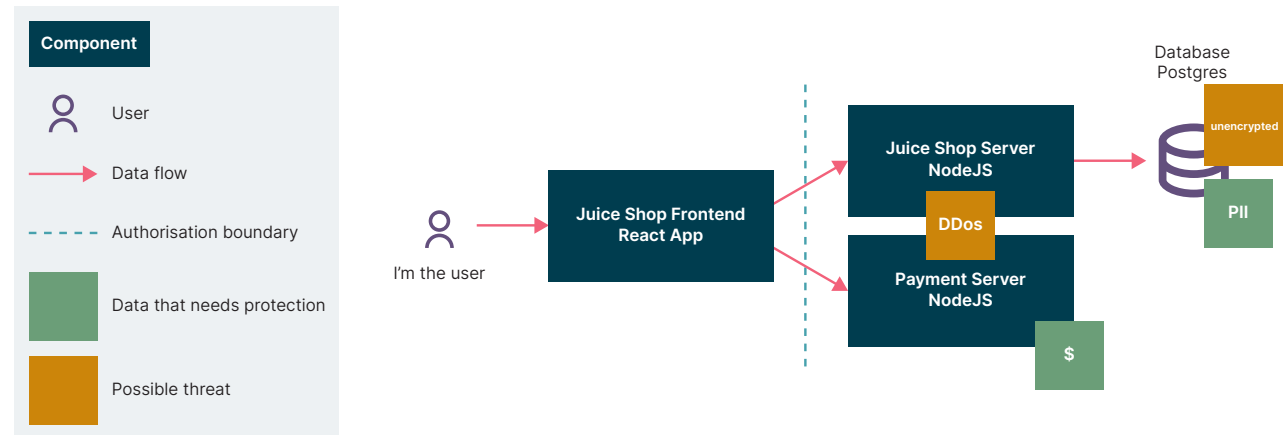 Component
User
Data flow
Authorisation boundary
Data that needs protection
Possible threat
I'm the user
Juice Shop Frontend
React App
Juice Shop Server
NodeJS
DDos
Payment Server
NodeJS
$
Database
Postgres
unencrypted
PII